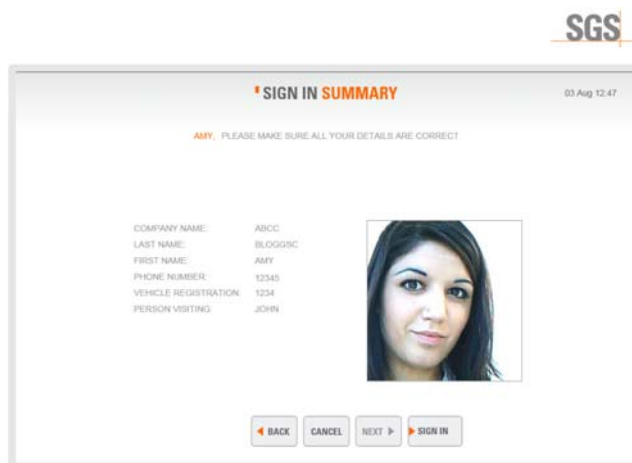 SGS
SIGN IN SUMMARY
03 Aug 12:47
AMY, PLEASE MAKE SURE ALL YOUR DETAILS ARE CORRECT
COMPANY NAME: ABCC
LAST NAME: BLOGGSC
FIRST NAME: AMY
PHONE NUMBER: 12345
VEHICLE REGISTRATION: 1234
PERSON VISITING: JOHN
BACK CANCEL NEXT SIGN IN